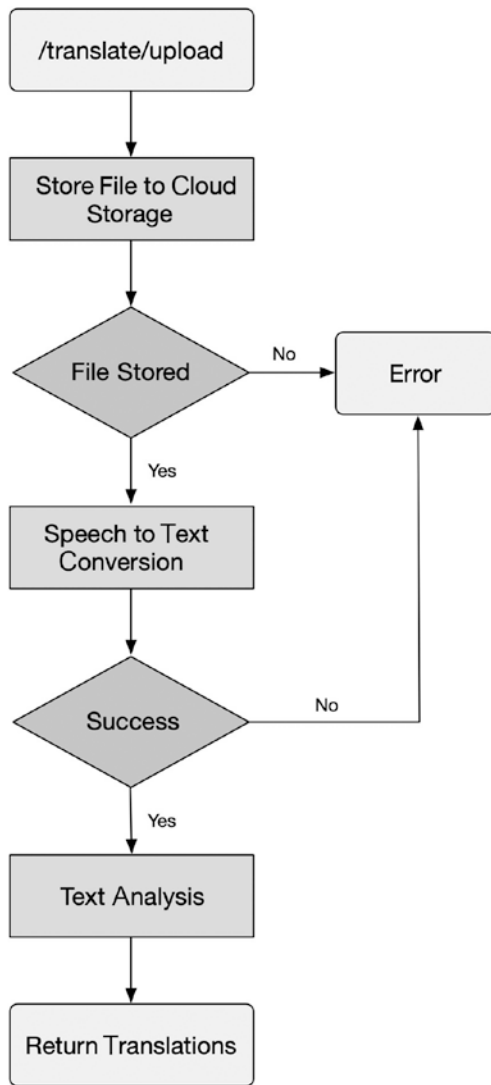 /translate/upload
Store File to Cloud
Storage
File Stored
No
Error
Yes
Speech to Text
Conversion
Success
No
Yes
Text Analysis
Return Translations